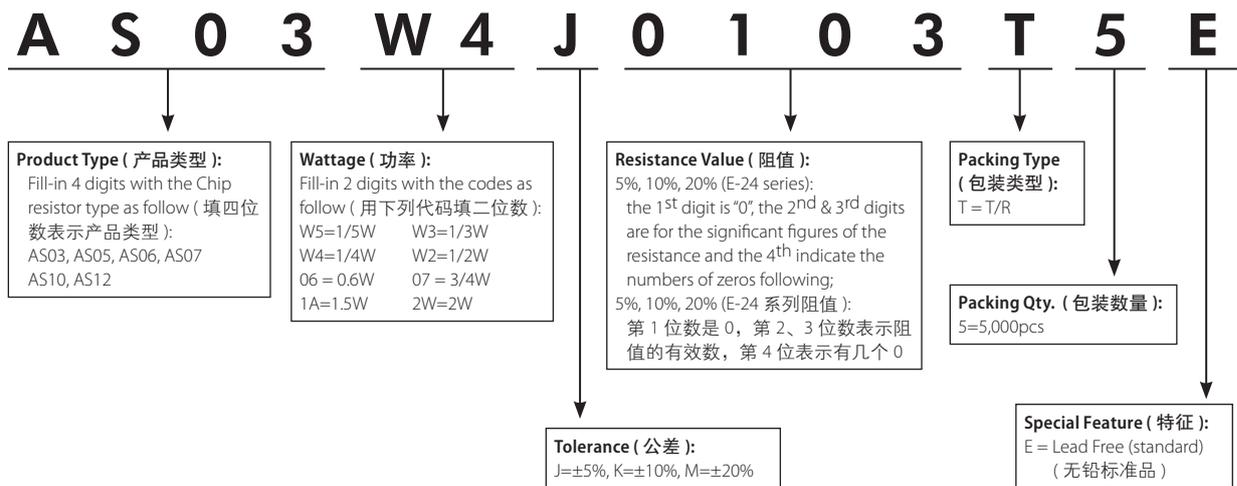 A S 0 3 W 4 J 0 1 0 3 T 5 E
Product Type ( 产品类型 ):
Fill-in 4 digits with the Chip
resistor type as follow ( 填四位
数表示产品类型 ):
AS03, AS05, AS06, AS07
AS10, AS12
Wattage ( 功率 ):
Fill-in 2 digits with the codes as
follow ( 用下列代码填二位数 ):
W5=1/5W W3=1/3W
W4=1/4W W2=1/2W
06 = 0.6W 07 = 3/4W
1A=1.5W 2W=2W
Resistance Value ( 阻值 ):
5%, 10%, 20% (E-24 series):
the 1st digit is “0”, the 2nd & 3rd digits
are for the significant figures of the
resistance and the 4th indicate the
numbers of zeros following;
5%, 10%, 20% (E-24 系列阻值 ):
第 1 位数是 0，第 2、3 位数表示阻
值的有效数，第 4 位表示有几个 0
Packing Type
( 包装类型 ):
T = T/R
Packing Qty. ( 包装数量 ):
5=5,000pcs
Tolerance ( 公差 ):
J=±5%, K=±10%, M=±20%
Special Feature ( 特征 ):
E = Lead Free (standard)
( 无铅标准品 )